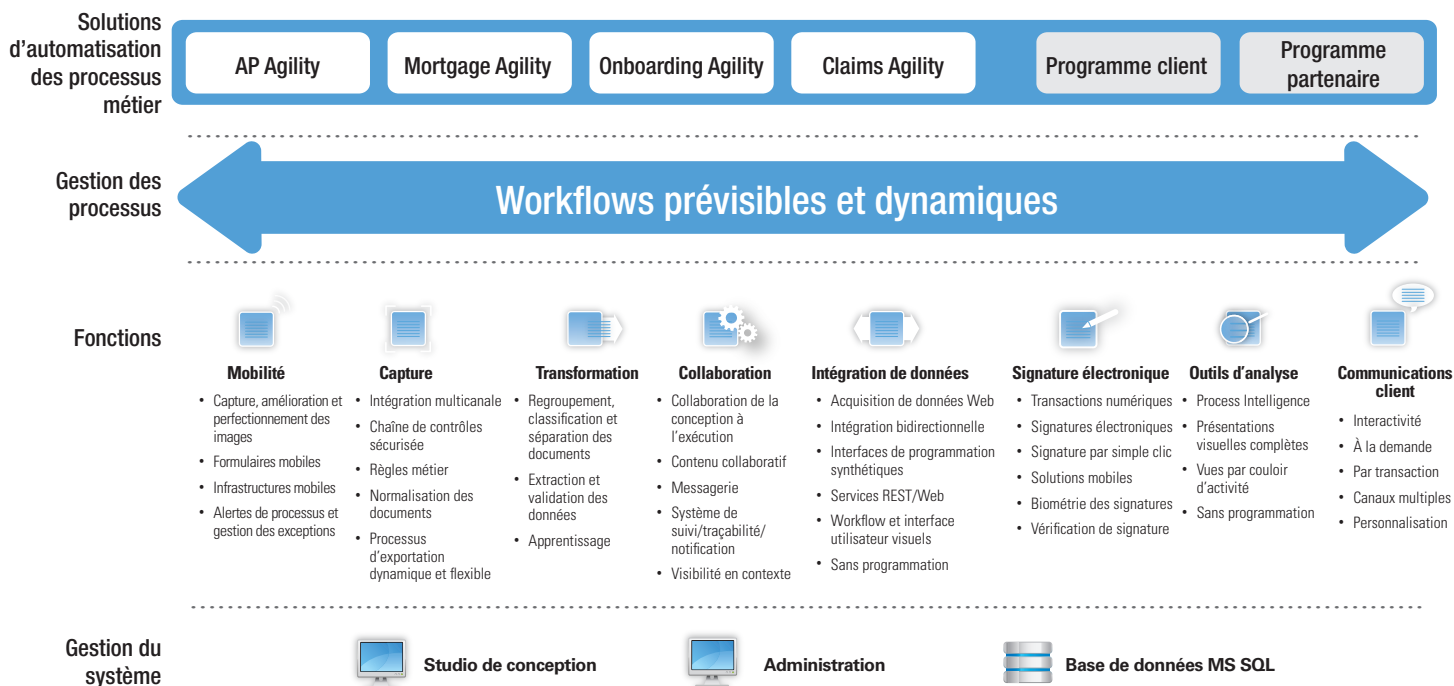 Solutions
d'automatisation
des processus
métier
AP Agility
Mortgage Agility
Onboarding Agility
Claims Agility
Programme client
Programme
partenaire
Gestion des
processus
Workflows prévisibles et dynamiques
Fonctions
Mobilité
• Capture, amélioration et
perfectionnement des
images
• Formulaires mobiles
• Infrastructures mobiles
• Alertes de processus et
gestion des exceptions
Capture
• Intégration multicanale
• Chaîne de contrôles
sécurisée
• Règles métier
• Normalisation des
documents
• Processus
d'exportation
dynamique et flexible
Transformation
• Regroupement,
classification et
séparation des
documents
• Extraction et
validation des
données
• Apprentissage
Collaboration
• Collaboration de la
conception à
l'exécution
• Contenu collaboratif
• Messagerie
• Système de
suivi/traçabilité/
notification
• Visibilité en contexte
Intégration de données
• Acquisition de données Web
• Intégration bidirectionnelle
• Interfaces de programmation
synthétiques
• Services REST/Web
• Workflow et interface
utilisateur visuels
• Sans programmation
Signature électronique
• Transactions numériques
• Signatures électroniques
• Signature par simple clic
• Solutions mobiles
• Biométrie des signatures
• Vérification de signature
Outils d'analyse
• Process Intelligence
• Présentations
visuelles complètes
• Vues par couloir
d'activité
• Sans programmation
Communications
client
• Interactivité
• À la demande
• Par transaction
• Canaux multiples
• Personnalisation
Gestion du
système
Studio de conception
Administration
Base de données MS SQL